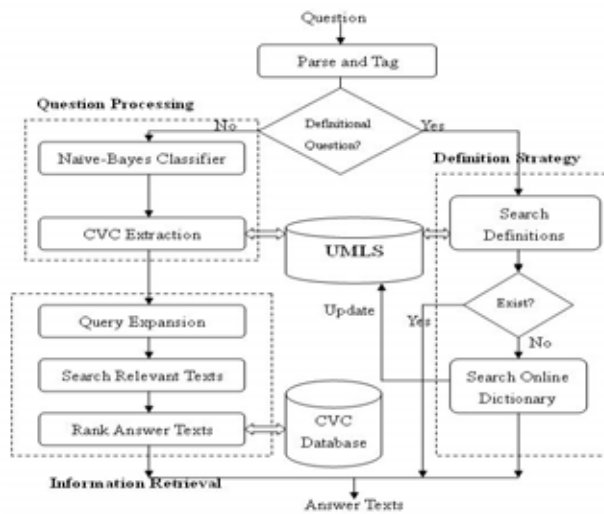 Question
Parse and Tag
Question Processing
No
Definitional
Question?
Yes
Naïve-Bayes Classifier
Definition Strategy
CVC Extraction
UMLS
Search
Definitions
Query Expansion
Update
Yes
Exist?
No
Search Relevant Texts
Search Online
Dictionary
Rank Answer Texts
CVC
Database
Information Retrieval
Answer Texts